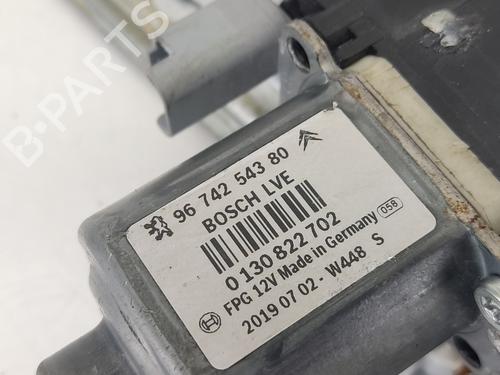 B-PARTS
96 742 543 80
BOSCH LVE
0 130 822 702
FPG 12V Made in Germany 058
2019 07 02 - W448 S